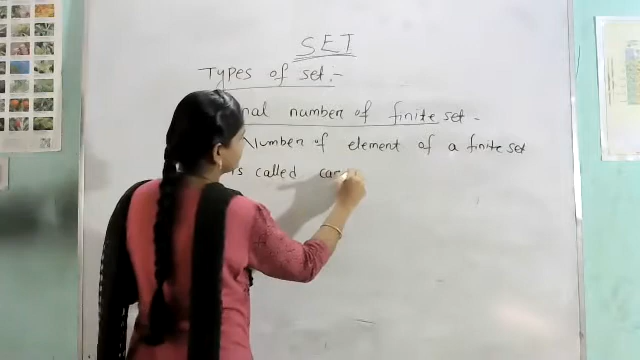 SET
Types of set:-
nal number of finite set -
Number of element of a finite set
is called car